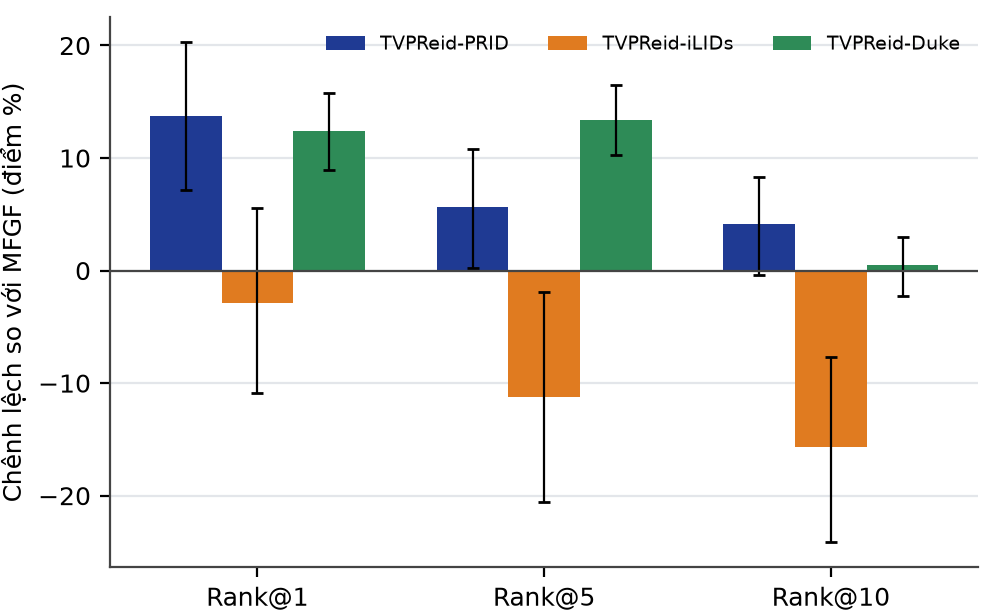 TVPReid-PRID TVPReid-iLIDs TVPReid-Duke
Chênh lệch so với MFGF (điểm %)
20
10
0
−10
−20
Rank@1 Rank@5 Rank@10